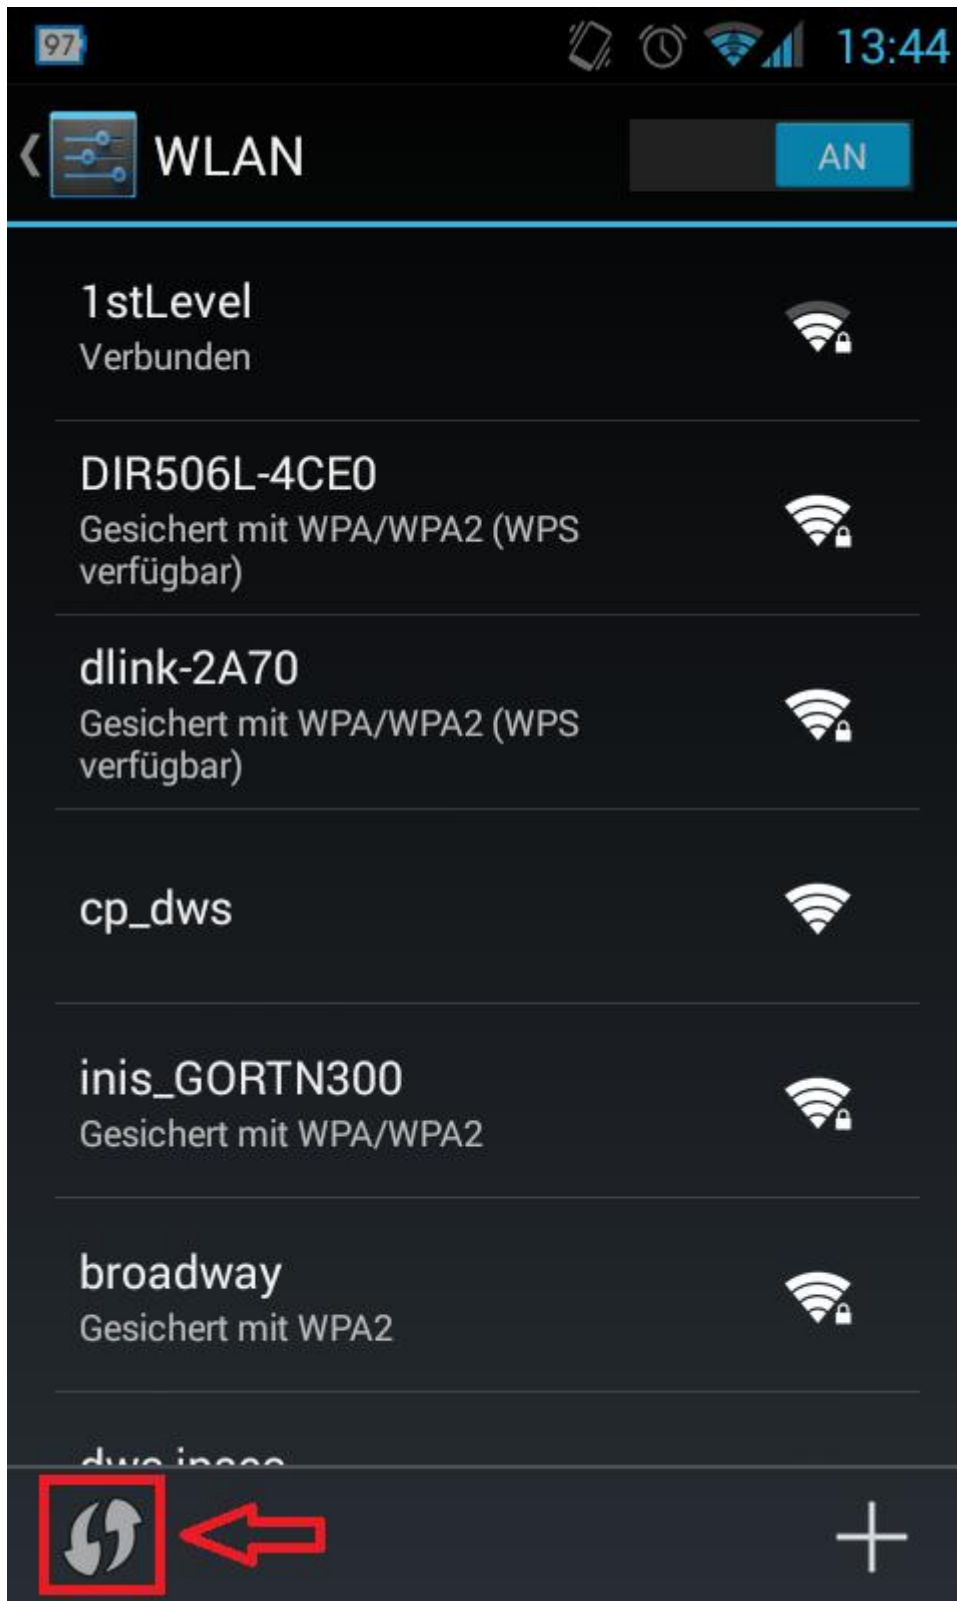 97
13:44
WLAN
AN
1stLevel
Verbunden
DIR506L-4CE0
Gesichert mit WPA/WPA2 (WPS
verfügbar)
dlink-2A70
Gesichert mit WPA/WPA2 (WPS
verfügbar)
cp_dws
inis_GORTN300
Gesichert mit WPA/WPA2
broadway
Gesichert mit WPA2